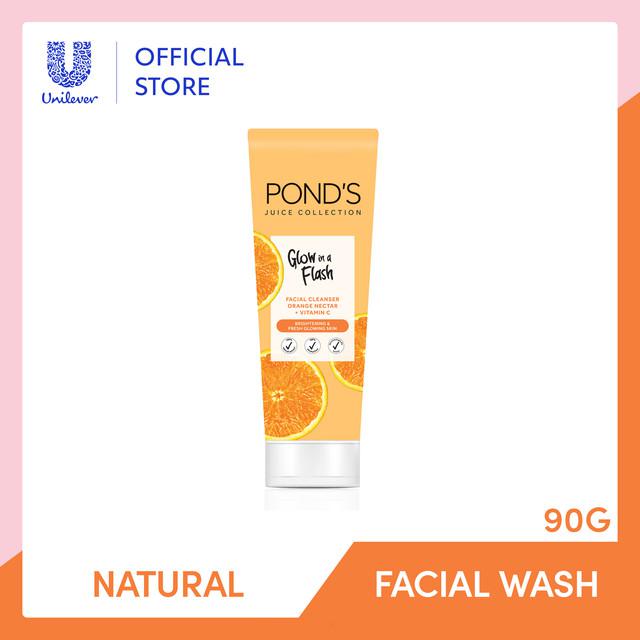 Unilever
OFFICIAL
STORE
POND'S
JUICE COLLECTION
Glow in a
Flash
FACIAL CLEANSER
ORANGE NECTAR
+ VITAMIN C
BRIGHTENING &
FRESH GLOWING SKIN
90G
NATURAL
FACIAL WASH